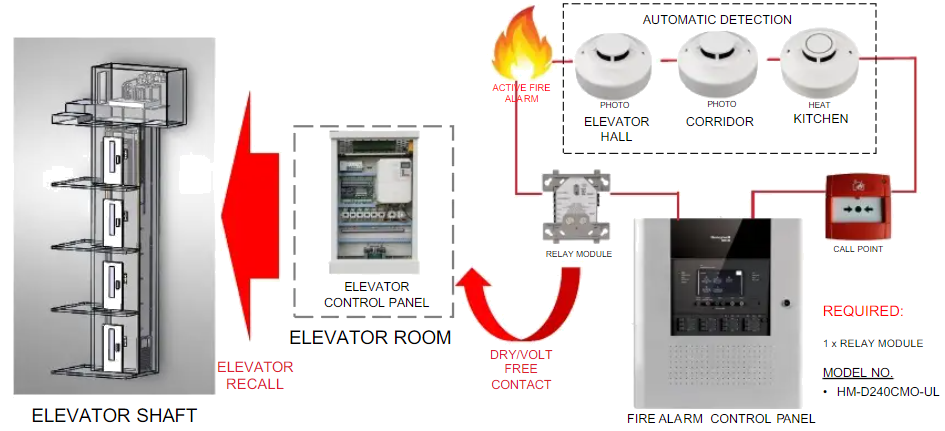 AUTOMATIC DETECTION
ACTIVE FIRE
ALARM
PHOTO
ELEVATOR
HALL
PHOTO
CORRIDOR
HEAT
KITCHEN
RELAY MODULE
CALL POINT
ELEVATOR
CONTROL PANEL
ELEVATOR ROOM
DRY/VOLT
FREE
CONTACT
ELEVATOR
RECALL
ELEVATOR SHAFT
Honeywell
FIRE ALARM CONTROL PANEL
REQUIRED:
1 x RELAY MODULE
MODEL NO.
• HM-D240CMO-UL